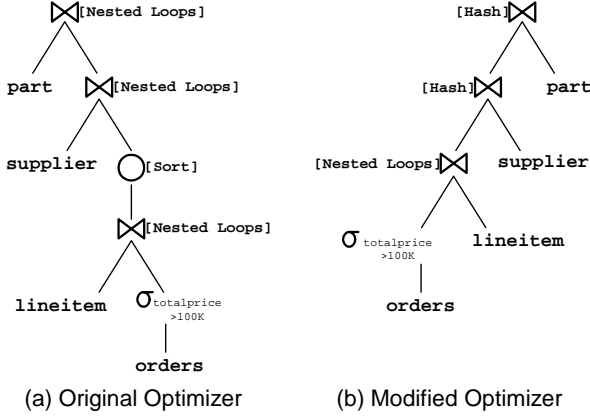 [Nested Loops]
part
[Nested Loops]
supplier
[Sort]
[Nested Loops]
lineitem
σ totalprice
>100K
orders
(a) Original Optimizer
[Hash]
[Hash]
part
[Nested Loops]
supplier
σ totalprice
>100K
lineitem
orders
(b) Modified Optimizer